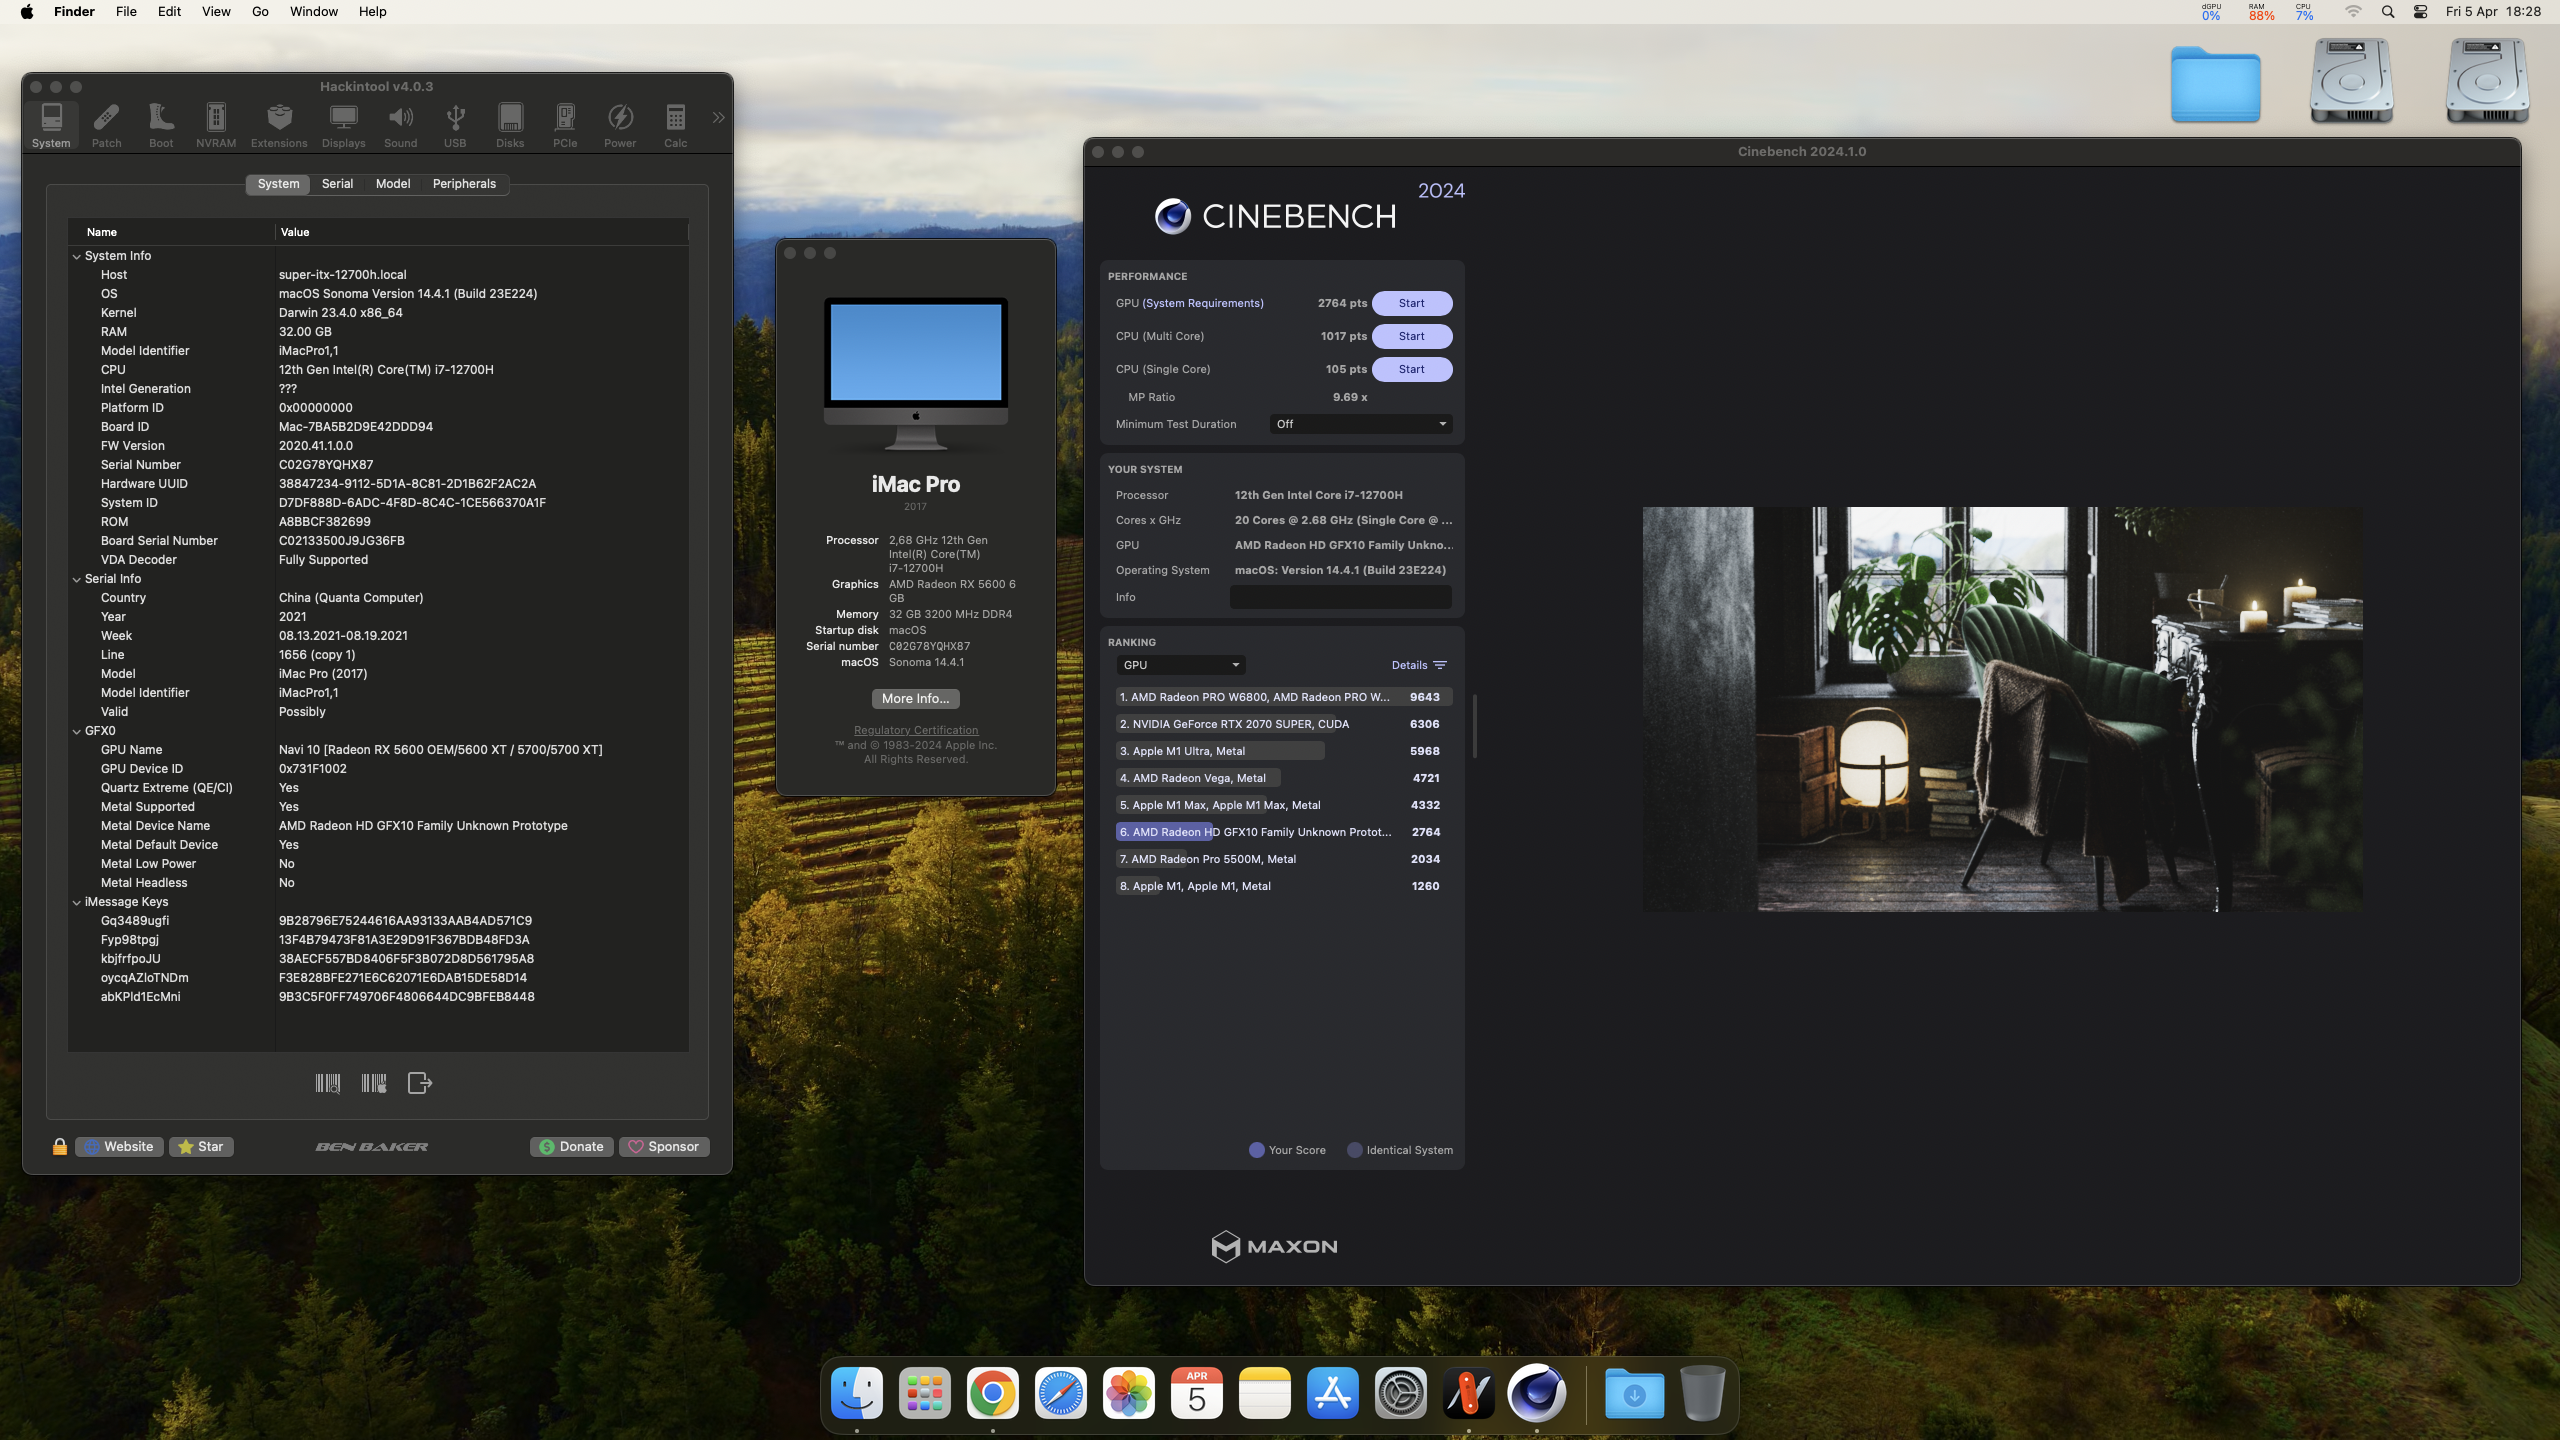 Finder File Edit View Go Window Help
dGPU 0% RAM 88% CPU 7% Fri 5 Apr 18:28
Hackintool v4.0.3
System Patch Boot NVRAM Extensions Displays Sound USB Disks PCIe Power Calc
System Serial Model Peripherals
Name Value
System Info
Host super-itx-12700h.local
OS macOS Sonoma Version 14.4.1 (Build 23E224)
Kernel Darwin 23.4.0 x86_64
RAM 32.00 GB
Model Identifier iMacPro1,1
CPU 12th Gen Intel(R) Core(TM) i7-12700H
Intel Generation ???
Platform ID 0x00000000
Board ID Mac-7BA5B2D9E42DDD94
FW Version 2020.41.1.0.0
Serial Number C02G78YQHX87
Hardware UUID 38847234-9112-5D1A-8C81-2D1B62F2AC2A
System ID D7DF888D-6ADC-4F8D-8C4C-1CE566370A1F
ROM A8BBCF382699
Board Serial Number C02133500J9JG36FB
VDA Decoder Fully Supported
Serial Info
Country China (Quanta Computer)
Year 2021
Week 08.13.2021-08.19.2021
Line 1656 (copy 1)
Model iMac Pro (2017)
Model Identifier iMacPro1,1
Valid Possibly
GFX0
GPU Name Navi 10 [Radeon RX 5600 OEM/5600 XT / 5700/5700 XT]
GPU Device ID 0x731F1002
Quartz Extreme (QE/CI) Yes
Metal Supported Yes
Metal Device Name AMD Radeon HD GFX10 Family Unknown Prototype
Metal Default Device Yes
Metal Low Power No
Metal Headless No
iMessage Keys
Gq3489ugfi 9B28796E75244616AA93133AAB4AD571C9
Fyp98tpgj 13F4B79473F81A3E29D91F367BDB48FD3A
kbjfrfpoJU 38AECF557BD8406F5F3B072D8D561795A8
oycqAZloTNDm F3E828BFE271E6C62071E6DAB15DE58D14
abKPld1EcMni 9B3C5F0FF749706F4806644DC9BFEB8448
Website Star BEN BAKER Donate Sponsor
iMac Pro
2017
Processor 2,68 GHz 12th Gen
Intel(R) Core(TM)
i7-12700H
Graphics AMD Radeon RX 5600 6
GB
Memory 32 GB 3200 MHz DDR4
Startup disk macOS
Serial number C02G78YQHX87
macOS Sonoma 14.4.1
More Info...
Regulatory Certification
™ and © 1983-2024 Apple Inc.
All Rights Reserved.
Cinebench 2024.1.0
2024
CINEBENCH
PERFORMANCE
GPU (System Requirements) 2764 pts Start
CPU (Multi Core) 1017 pts Start
CPU (Single Core) 105 pts Start
MP Ratio 9.69 x
Minimum Test Duration Off
YOUR SYSTEM
Processor 12th Gen Intel Core i7-12700H
Cores x GHz 20 Cores @ 2.68 GHz (Single Core @ ...
GPU AMD Radeon HD GFX10 Family Unkno...
Operating System macOS: Version 14.4.1 (Build 23E224)
Info
RANKING
GPU Details
1. AMD Radeon PRO W6800, AMD Radeon PRO W... 9643
2. NVIDIA GeForce RTX 2070 SUPER, CUDA 6306
3. Apple M1 Ultra, Metal 5968
4. AMD Radeon Vega, Metal 4721
5. Apple M1 Max, Apple M1 Max, Metal 4332
6. AMD Radeon HD GFX10 Family Unknown Protot... 2764
7. AMD Radeon Pro 5500M, Metal 2034
8. Apple M1, Apple M1, Metal 1260
Your Score Identical System
MAXON
APR
5